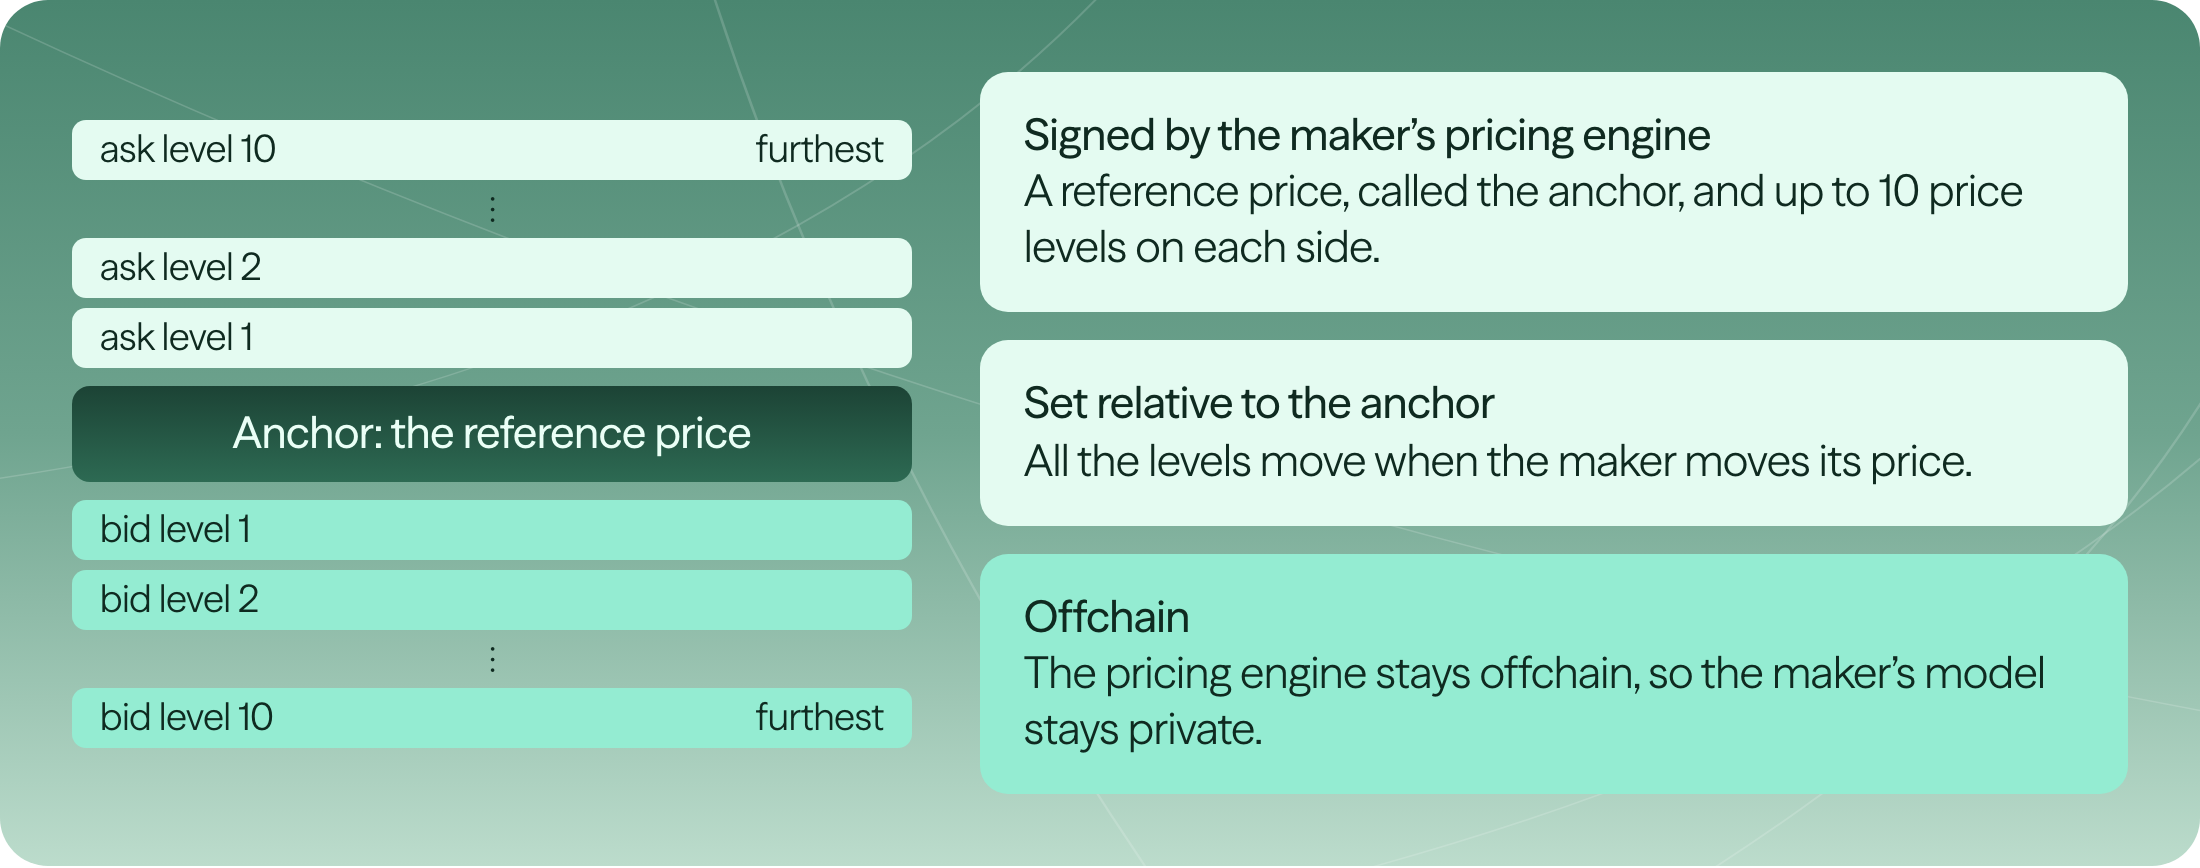 ask level 10 furthest
⋮
ask level 2
ask level 1
Anchor: the reference price
bid level 1
bid level 2
⋮
bid level 10 furthest
Signed by the maker’s pricing engine
A reference price, called the anchor, and up to 10 price
levels on each side.
Set relative to the anchor
All the levels move when the maker moves its price.
Offchain
The pricing engine stays offchain, so the maker’s model
stays private.